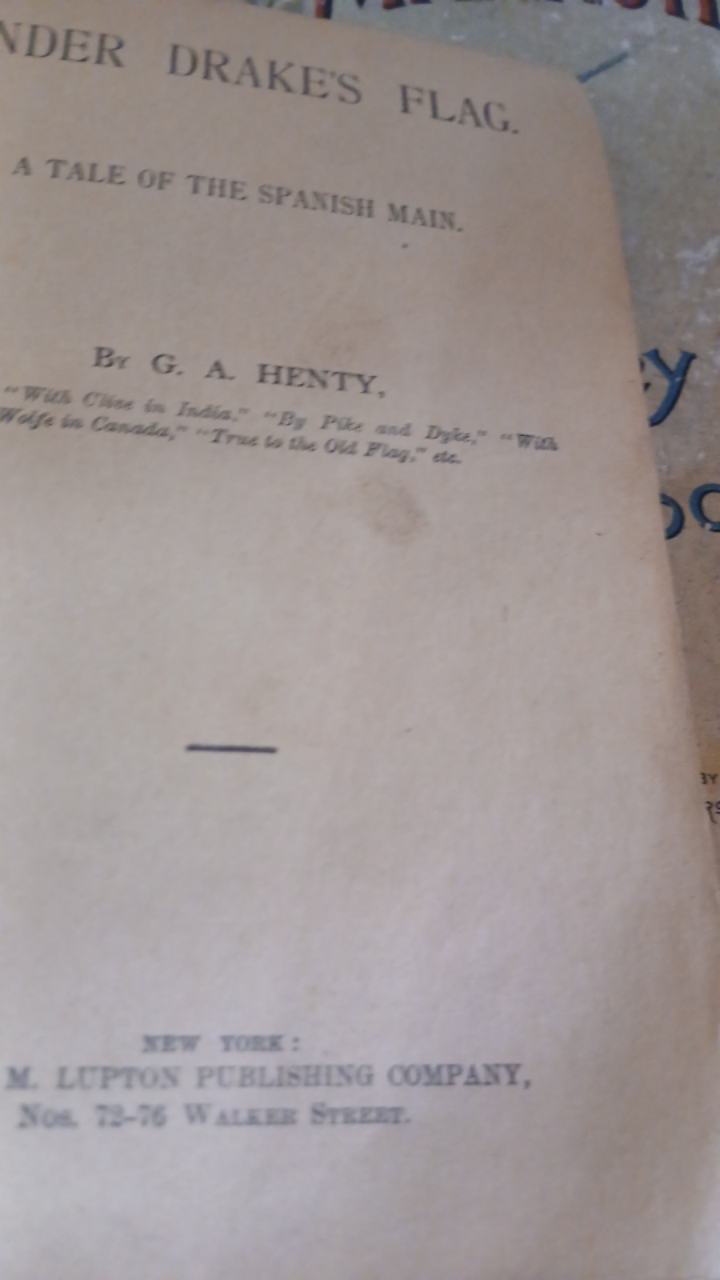 NDER DRAKE'S FLAG.
A TALE OF THE SPANISH MAIN.
By G. A. HENTY,
"With Clive in India," "By Pike and Dyke," "With
Wolfe in Canada," "True to the Old Flag," etc.
NEW YORK:
M. LUPTON PUBLISHING COMPANY,
Nos. 72-76 Walker Street.
BY